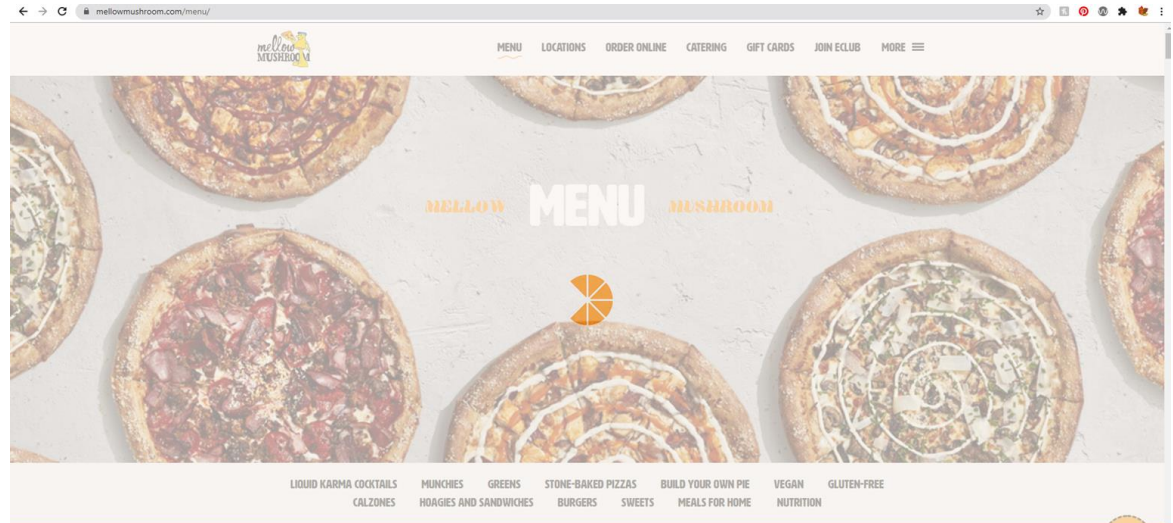 mellowmushroom.com/menu/
mellow
MUSHROOM
MENU LOCATIONS ORDER ONLINE CATERING GIFT CARDS JOIN ECLUB MORE
MELLOW MENU MUSHROOM
LIQUID KARMA COCKTAILS MUNCHIES GREENS STONE-BAKED PIZZAS BUILD YOUR OWN PIE VEGAN GLUTEN-FREE
CALZONES HOAGIES AND SANDWICHES BURGERS SWEETS MEALS FOR HOME NUTRITION